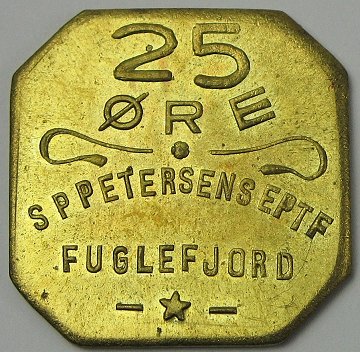 25
ØRE
S P PETERSENS EPTF
FUGLEFJORD